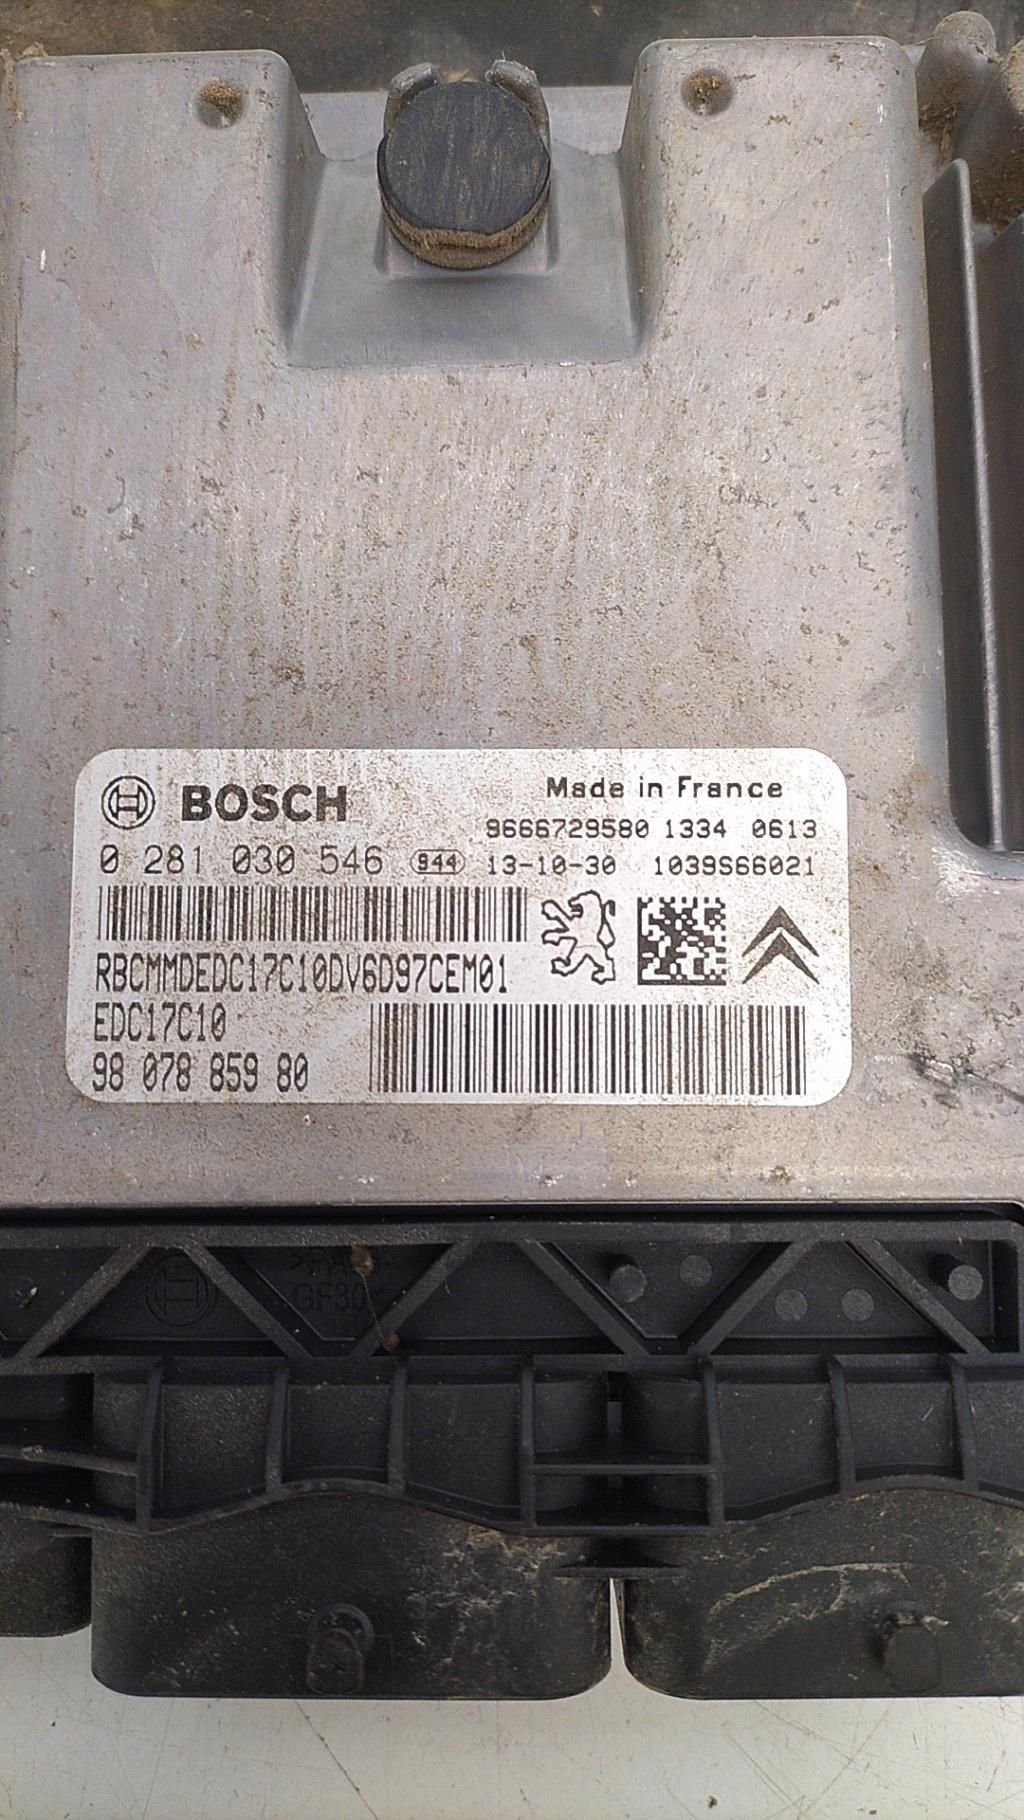 BOSCH
Made in France
9666729580 1334 0613
0 281 030 546 944 13-10-30 1039S66021
RBCMMDEDC17C10DV6D97CEM01
EDC17C10
98 078 859 80
GF30<